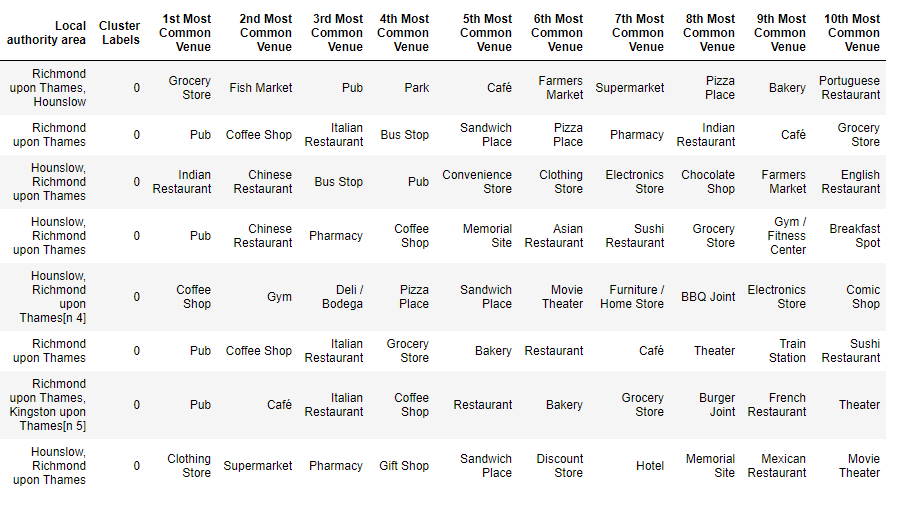 Local authority area Cluster Labels 1st Most Common Venue 2nd Most Common Venue 3rd Most Common Venue 4th Most Common Venue 5th Most Common Venue 6th Most Common Venue 7th Most Common Venue 8th Most Common Venue 9th Most Common Venue 10th Most Common Venue
Richmond upon Thames, Hounslow 0 Grocery Store Fish Market Pub Park Café Farmers Market Supermarket Pizza Place Bakery Portuguese Restaurant
Richmond upon Thames 0 Pub Coffee Shop Italian Restaurant Bus Stop Sandwich Place Pizza Place Pharmacy Indian Restaurant Café Grocery Store
Hounslow, Richmond upon Thames 0 Indian Restaurant Chinese Restaurant Bus Stop Pub Convenience Store Clothing Store Electronics Store Chocolate Shop Farmers Market English Restaurant
Hounslow, Richmond upon Thames 0 Pub Chinese Restaurant Pharmacy Coffee Shop Memorial Site Asian Restaurant Sushi Restaurant Grocery Store Gym / Fitness Center Breakfast Spot
Hounslow, Richmond upon Thames[n 4] 0 Coffee Shop Gym Deli / Bodega Pizza Place Sandwich Place Movie Theater Furniture / Home Store BBQ Joint Electronics Store Comic Shop
Richmond upon Thames 0 Pub Coffee Shop Italian Restaurant Grocery Store Bakery Restaurant Café Theater Train Station Sushi Restaurant
Richmond upon Thames, Kingston upon Thames[n 5] 0 Pub Café Italian Restaurant Coffee Shop Restaurant Bakery Grocery Store Burger Joint French Restaurant Theater
Hounslow, Richmond upon Thames 0 Clothing Store Supermarket Pharmacy Gift Shop Sandwich Place Discount Store Hotel Memorial Site Mexican Restaurant Movie Theater